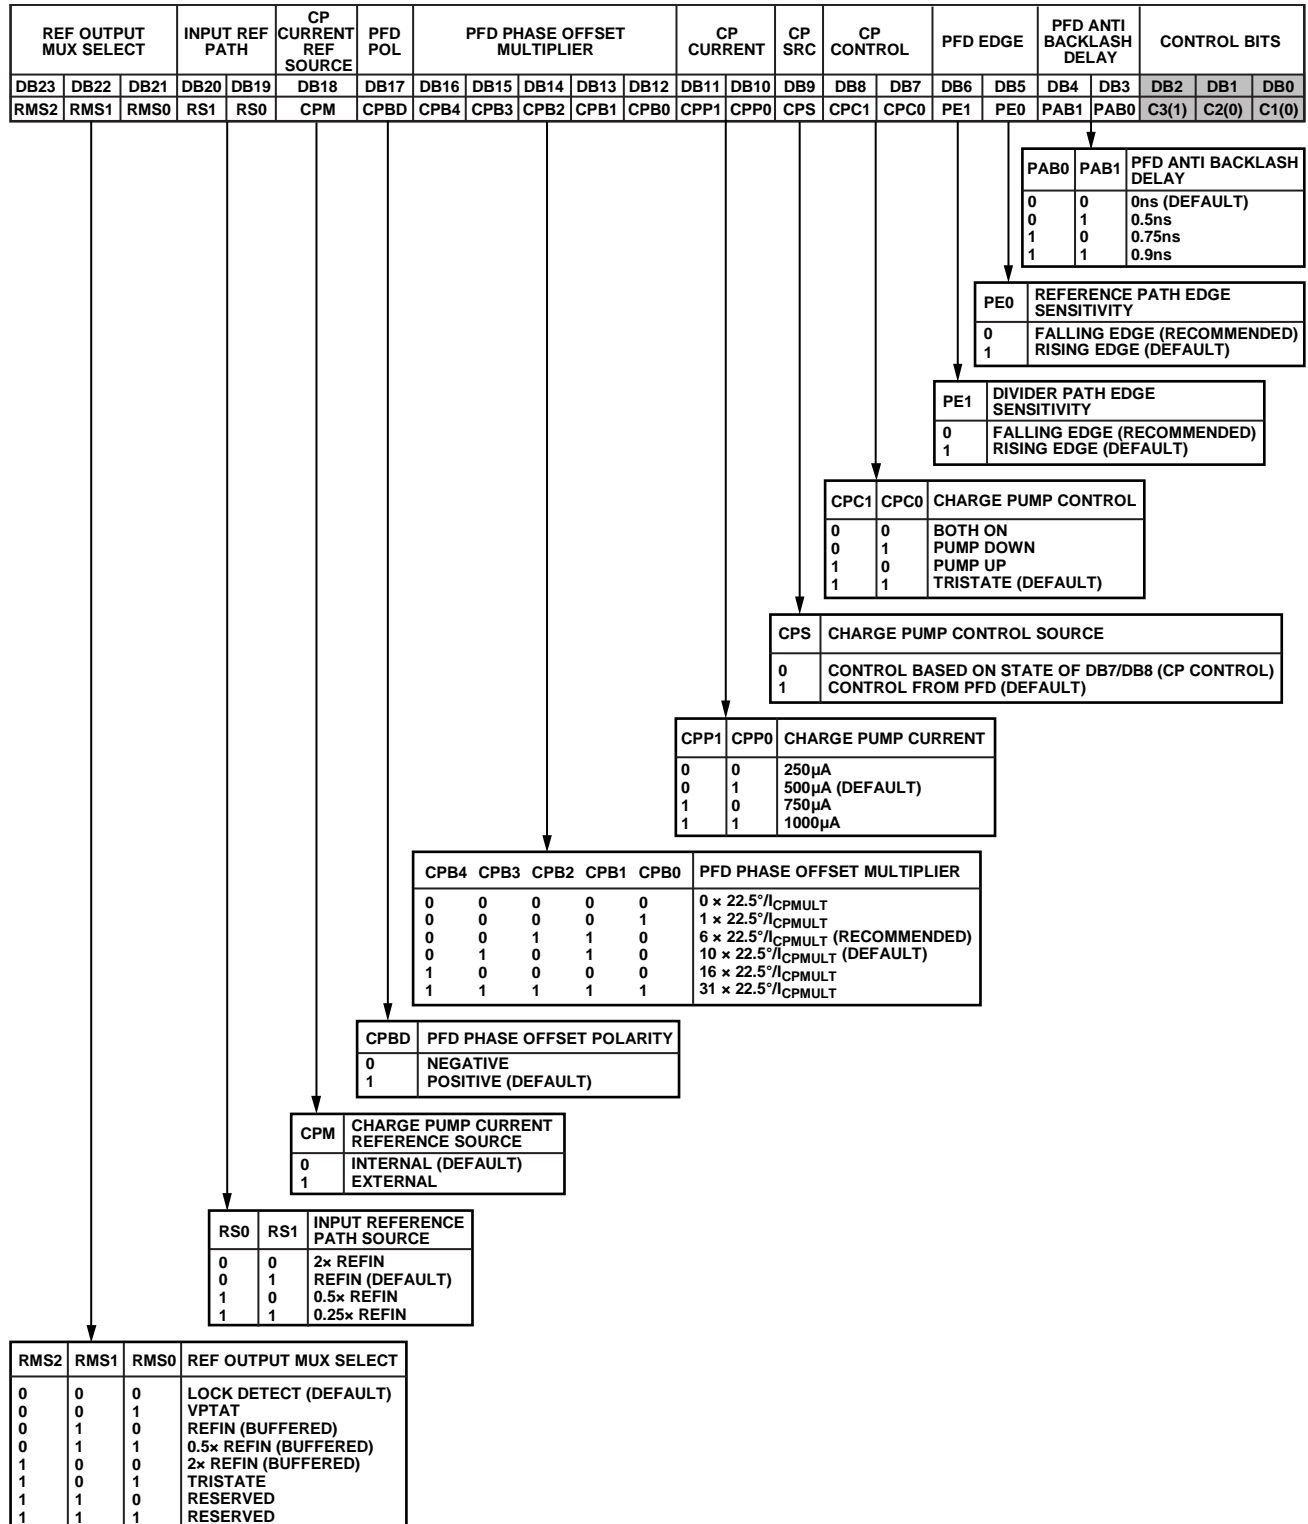 REF OUTPUT MUX SELECT INPUT REF PATH CP CURRENT REF SOURCE PFD POL PFD PHASE OFFSET MULTIPLIER CP CURRENT CP SRC CP CONTROL PFD EDGE PFD ANTI BACKLASH DELAY CONTROL BITS
DB23 DB22 DB21 DB20 DB19 DB18 DB17 DB16 DB15 DB14 DB13 DB12 DB11 DB10 DB9 DB8 DB7 DB6 DB5 DB4 DB3 DB2 DB1 DB0
RMS2 RMS1 RMS0 RS1 RS0 CPM CPBD CPB4 CPB3 CPB2 CPB1 CPB0 CPP1 CPP0 CPS CPC1 CPC0 PE1 PE0 PAB1 PAB0 C3(1) C2(0) C1(0)
PAB0 PAB1 PFD ANTI BACKLASH DELAY
0 0 0ns (DEFAULT)
0 1 0.5ns
1 0 0.75ns
1 1 0.9ns
PE0 REFERENCE PATH EDGE SENSITIVITY
0 FALLING EDGE (RECOMMENDED)
1 RISING EDGE (DEFAULT)
PE1 DIVIDER PATH EDGE SENSITIVITY
0 FALLING EDGE (RECOMMENDED)
1 RISING EDGE (DEFAULT)
CPC1 CPC0 CHARGE PUMP CONTROL
0 0 BOTH ON
0 1 PUMP DOWN
1 0 PUMP UP
1 1 TRISTATE (DEFAULT)
CPS CHARGE PUMP CONTROL SOURCE
0 CONTROL BASED ON STATE OF DB7/DB8 (CP CONTROL)
1 CONTROL FROM PFD (DEFAULT)
CPP1 CPP0 CHARGE PUMP CURRENT
0 0 250µA
0 1 500µA (DEFAULT)
1 0 750µA
1 1 1000µA
CPB4 CPB3 CPB2 CPB1 CPB0 PFD PHASE OFFSET MULTIPLIER
0 0 0 0 0 0 × 22.5°/ICPMULT
0 0 0 0 1 1 × 22.5°/ICPMULT
0 0 1 1 0 6 × 22.5°/ICPMULT (RECOMMENDED)
0 1 0 1 0 10 × 22.5°/ICPMULT (DEFAULT)
1 0 0 0 0 16 × 22.5°/ICPMULT
1 1 1 1 1 31 × 22.5°/ICPMULT
CPBD PFD PHASE OFFSET POLARITY
0 NEGATIVE
1 POSITIVE (DEFAULT)
CPM CHARGE PUMP CURRENT REFERENCE SOURCE
0 INTERNAL (DEFAULT)
1 EXTERNAL
RS0 RS1 INPUT REFERENCE PATH SOURCE
0 0 2× REFIN
0 1 REFIN (DEFAULT)
1 0 0.5× REFIN
1 1 0.25× REFIN
RMS2 RMS1 RMS0 REF OUTPUT MUX SELECT
0 0 0 LOCK DETECT (DEFAULT)
0 0 1 VPTAT
0 1 0 REFIN (BUFFERED)
0 1 1 0.5× REFIN (BUFFERED)
1 0 0 2× REFIN (BUFFERED)
1 0 1 TRISTATE
1 1 0 RESERVED
1 1 1 RESERVED